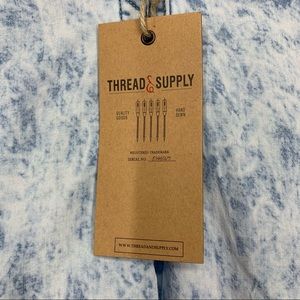 THREAD & SUPPLY
QUALITY GOODS
HAND SEWN
REGISTERED TRADEMARK
SERIAL NO.
WWW.THREADANDSUPPLY.COM